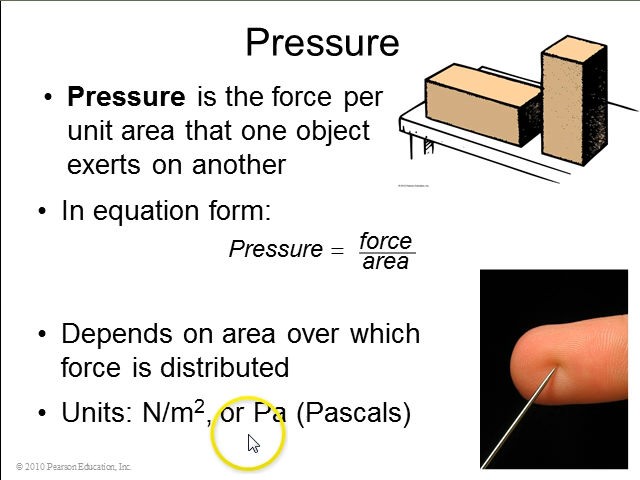 Pressure
• Pressure is the force per
unit area that one object
exerts on another
• In equation form:
Pressure = force
area
• Depends on area over which
force is distributed
• Units: N/m², or Pa (Pascals)
© 2010 Pearson Education, Inc.